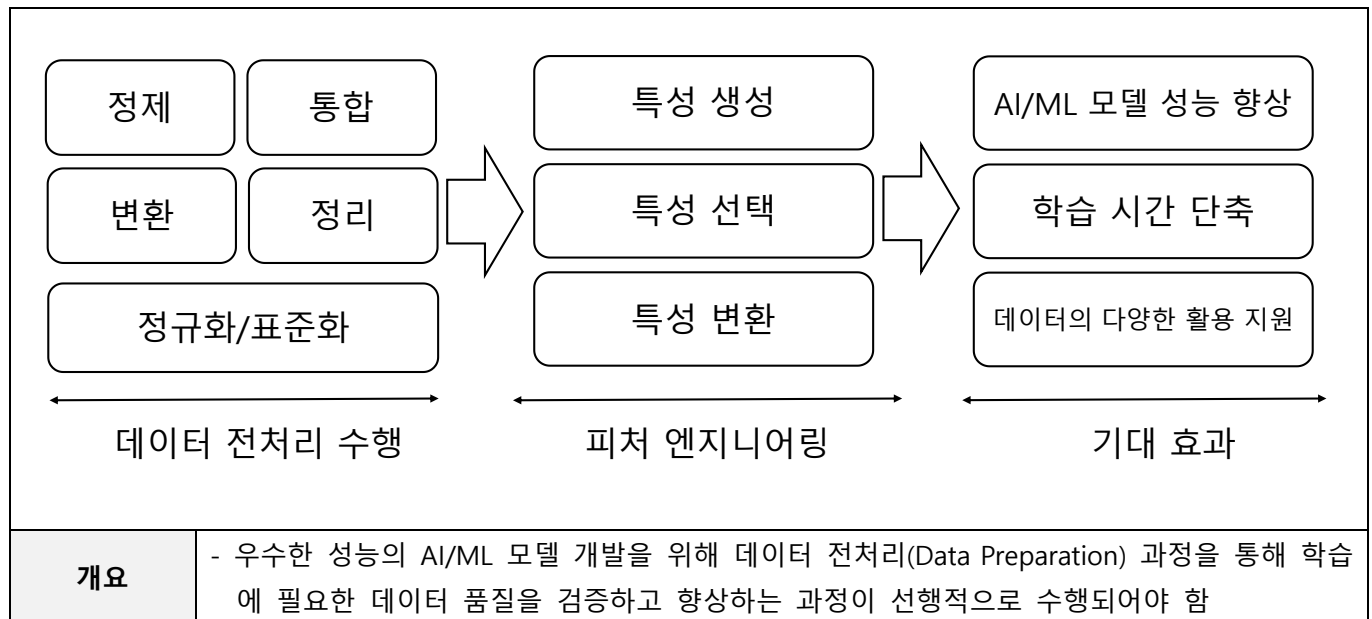 정제
통합
변환
정리
정규화/표준화
데이터 전처리 수행
특성 생성
특성 선택
특성 변환
피처 엔지니어링
AI/ML 모델 성능 향상
학습 시간 단축
데이터의 다양한 활용 지원
기대 효과
개요
- 우수한 성능의 AI/ML 모델 개발을 위해 데이터 전처리(Data Preparation) 과정을 통해 학습
에 필요한 데이터 품질을 검증하고 향상하는 과정이 선행적으로 수행되어야 함